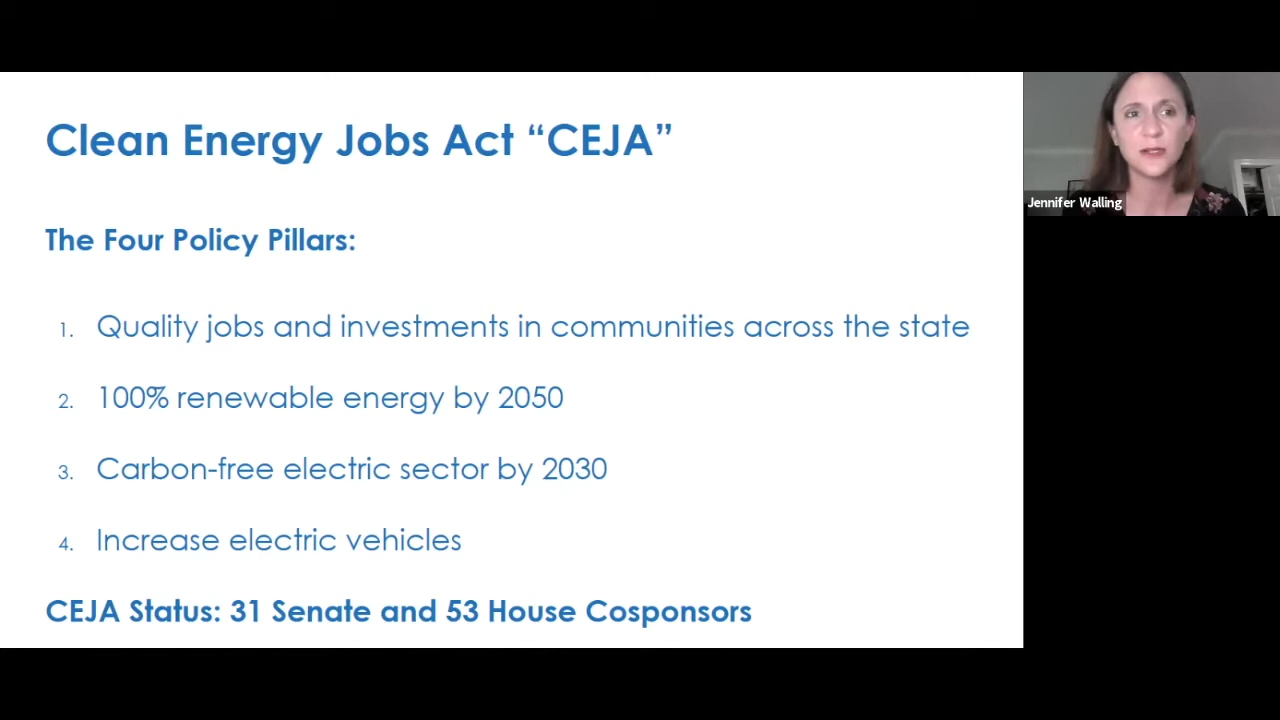 Clean Energy Jobs Act “CEJA”
Jennifer Walling
The Four Policy Pillars:
1. Quality jobs and investments in communities across the state
2. 100% renewable energy by 2050
3. Carbon-free electric sector by 2030
4. Increase electric vehicles
CEJA Status: 31 Senate and 53 House Cosponsors